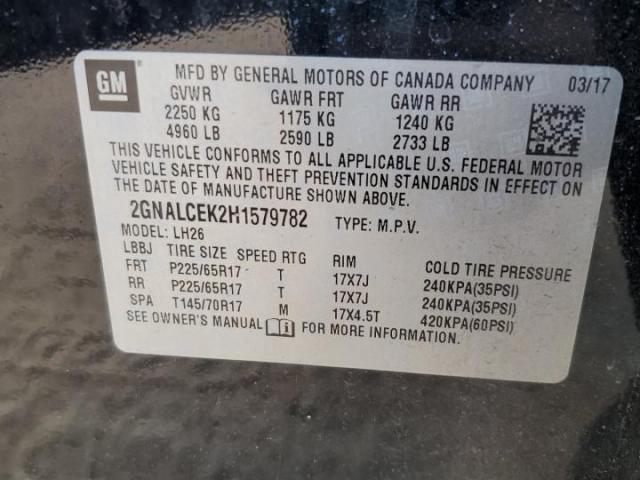 GM
MFD BY GENERAL MOTORS OF CANADA COMPANY 03/17
GVWR GAWR FRT GAWR RR
2250 KG 1175 KG 1240 KG
4960 LB 2590 LB 2733 LB
THIS VEHICLE CONFORMS TO ALL APPLICABLE U.S. FEDERAL MOTOR
VEHICLE SAFETY AND THEFT PREVENTION STANDARDS IN EFFECT ON
THE DATE OF MANUFACTURE SHOWN ABOVE.
2GNALCEK2H1579782 TYPE: M.P.V.
MODEL: LH26
LBBJ TIRE SIZE SPEED RTG RIM COLD TIRE PRESSURE
FRT P225/65R17 T 17X7J 240KPA(35PSI)
RR P225/65R17 T 17X7J 240KPA(35PSI)
SPA T145/70R17 M 17X4.5T 420KPA(60PSI)
SEE OWNER'S MANUAL FOR MORE INFORMATION.